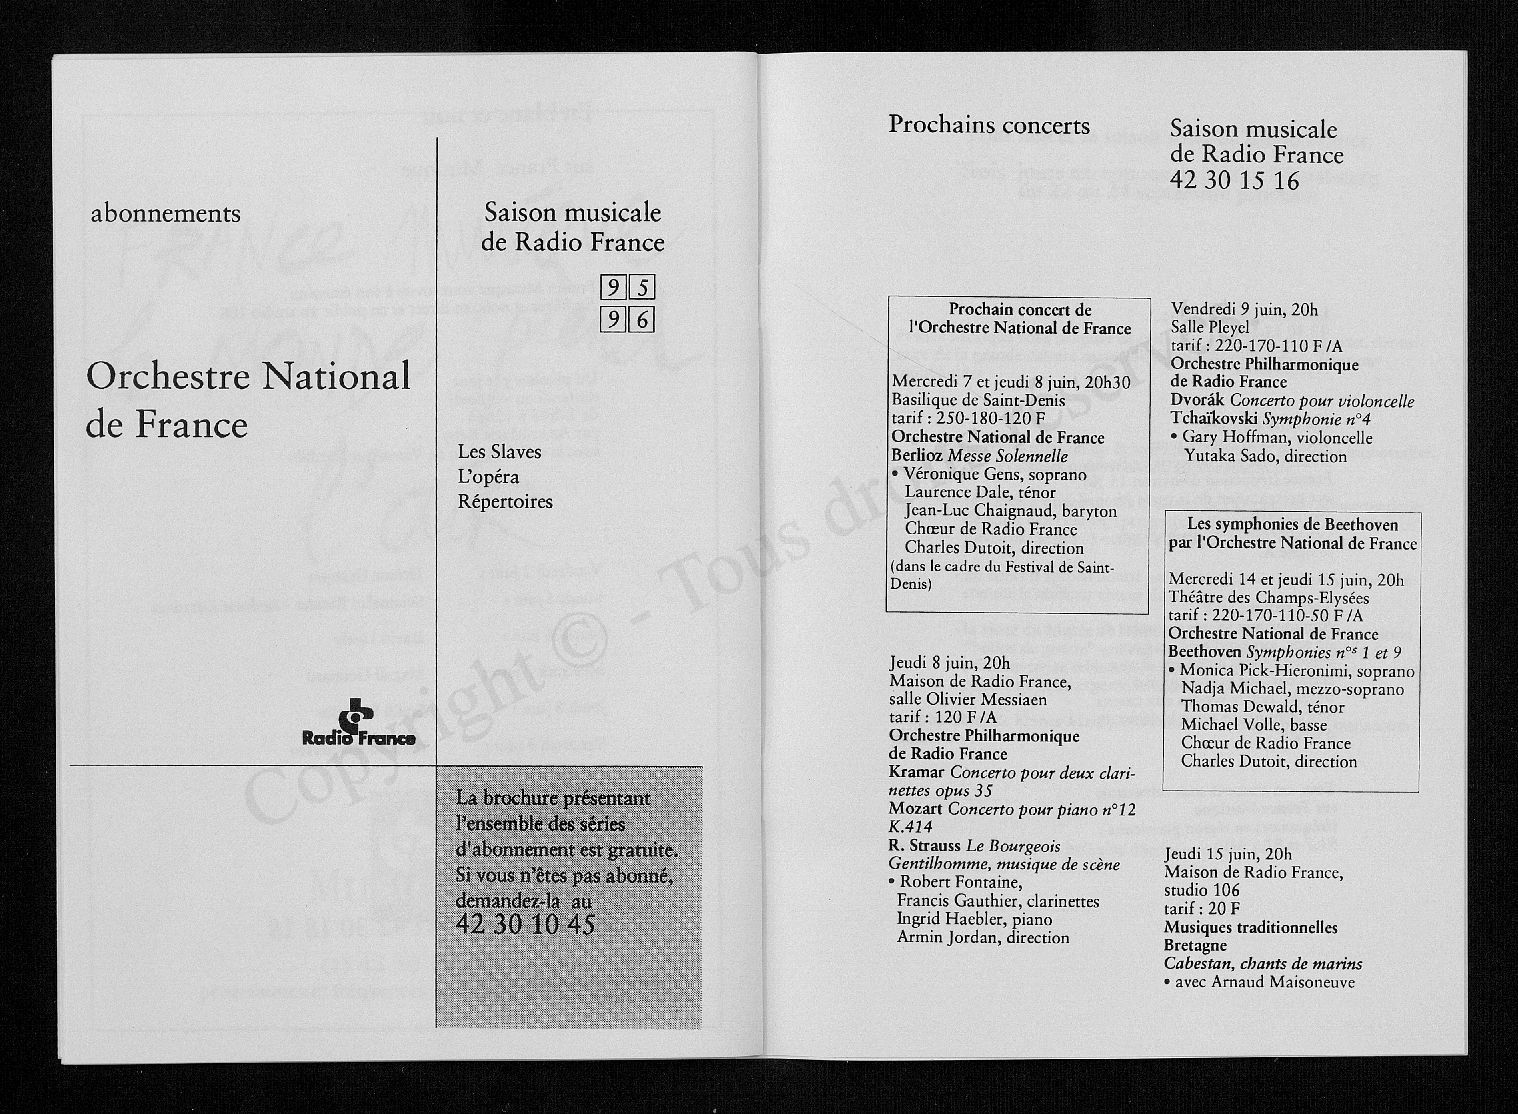 abonnements
Orchestre National
de France
Radio France
Saison musicale
de Radio France
9 5
9 6
Les Slaves
L'opéra
Répertoires
La brochure présentant
l'ensemble des séries
d'abonnement est gratuite.
Si vous n'êtes pas abonné,
demandez-la au
42 30 10 45
Prochains concerts
Saison musicale
de Radio France
42 30 15 16
Prochain concert de
l'Orchestre National de France
Mercredi 7 et jeudi 8 juin, 20h30
Basilique de Saint-Denis
tarif : 250-180-120 F
Orchestre National de France
Berlioz Messe Solennelle
• Véronique Gens, soprano
Laurence Dale, ténor
Jean-Luc Chaignaud, baryton
Chœur de Radio France
Charles Dutoit, direction
(dans le cadre du Festival de Saint-
Denis)
Jeudi 8 juin, 20h
Maison de Radio France,
salle Olivier Messiaen
tarif : 120 F/A
Orchestre Philharmonique
de Radio France
Kramar Concerto pour deux clari-
nettes opus 35
Mozart Concerto pour piano n°12
K.414
R. Strauss Le Bourgeois
Gentilhomme, musique de scène
• Robert Fontaine,
Francis Gauthier, clarinettes
Ingrid Haebler, piano
Armin Jordan, direction
Vendredi 9 juin, 20h
Salle Pleyel
tarif : 220-170-110 F/A
Orchestre Philharmonique
de Radio France
Dvorák Concerto pour violoncelle
Tchaïkovski Symphonie n°4
• Gary Hoffman, violoncelle
Yutaka Sado, direction
Les symphonies de Beethoven
par l'Orchestre National de France
Mercredi 14 et jeudi 15 juin, 20h
Théâtre des Champs-Elysées
tarif : 220-170-110-50 F/A
Orchestre National de France
Beethoven Symphonies n°s 1 et 9
• Monica Pick-Hieronimi, soprano
Nadja Michael, mezzo-soprano
Thomas Dewald, ténor
Michael Volle, basse
Chœur de Radio France
Charles Dutoit, direction
Jeudi 15 juin, 20h
Maison de Radio France,
studio 106
tarif : 20 F
Musiques traditionnelles
Bretagne
Cabestan, chants de marins
• avec Arnaud Maisoneuve
Copyright © - Tous droits réservés